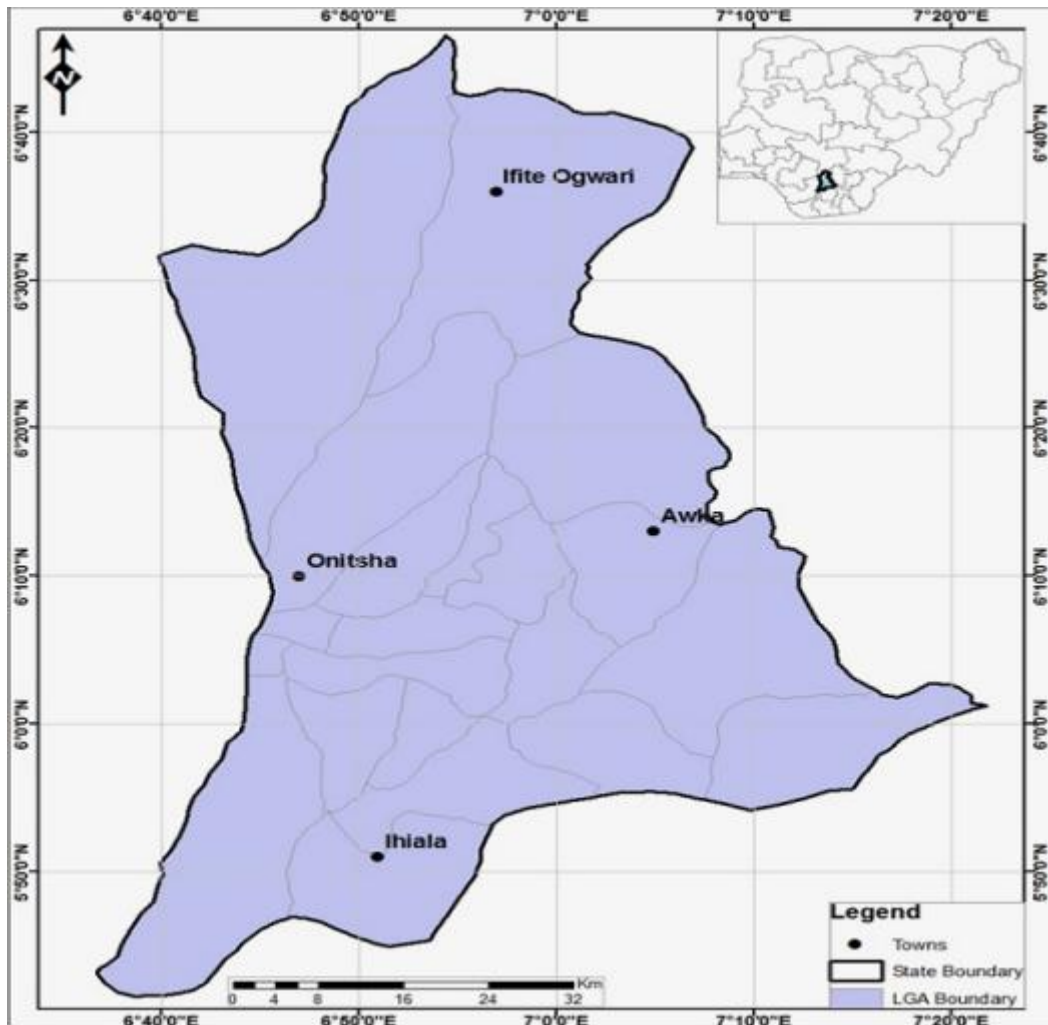 6°40'0"E 6°50'0"E 7°0'0"E 7°10'0"E 7°20'0"E
N
6°40'0"N
6°40'0"N
Ifite Ogwari
6°30'0"N
6°30'0"N
6°20'0"N
6°20'0"N
Awka
Onitsha
6°10'0"N
6°10'0"N
6°0'0"N
6°0'0"N
Ihiala
5°50'0"N
5°50'0"N
Legend
Towns
State Boundary
LGA Boundary
Km
0 4 8 16 24 32
6°40'0"E 6°50'0"E 7°0'0"E 7°10'0"E 7°20'0"E